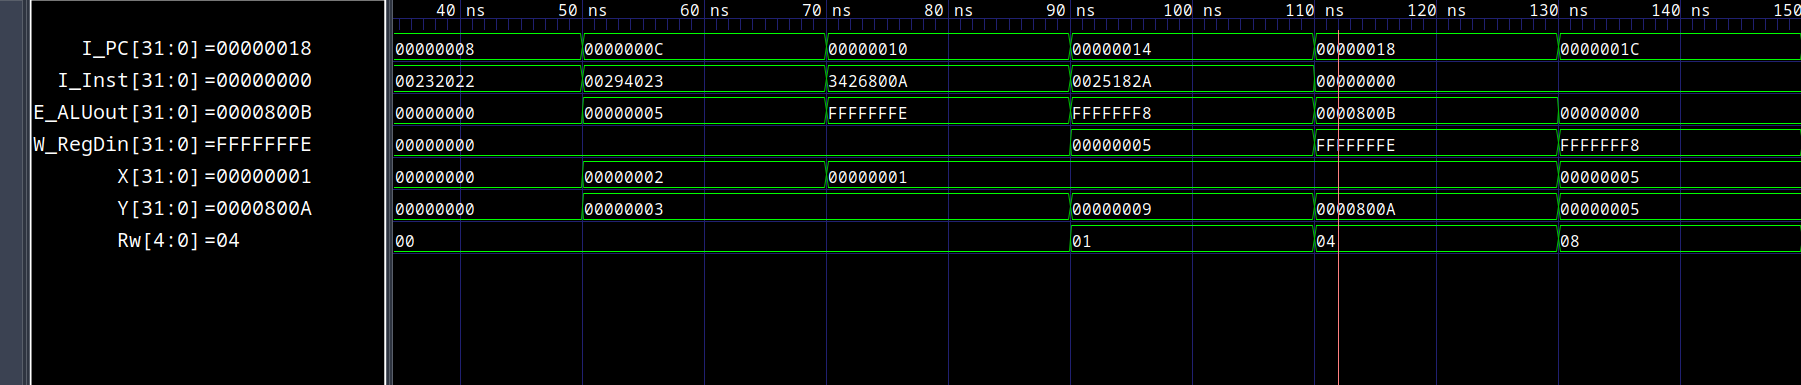 40 ns 50 ns 60 ns 70 ns 80 ns 90 ns 100 ns 110 ns 120 ns 130 ns 140 ns 150
I_PC[31:0]=00000018 00000008 0000000C 00000010 00000014 00000018 0000001C
I_Inst[31:0]=00000000 00232022 00294023 3426800A 0025182A 00000000
E_ALUout[31:0]=0000800B 00000000 00000005 FFFFFFFE FFFFFFF8 0000800B 00000000
W_RegDin[31:0]=FFFFFFFE 00000000 00000005 FFFFFFFE FFFFFFF8
X[31:0]=00000001 00000000 00000002 00000001 00000005
Y[31:0]=0000800A 00000000 00000003 00000009 0000800A 00000005
Rw[4:0]=04 00 01 04 08